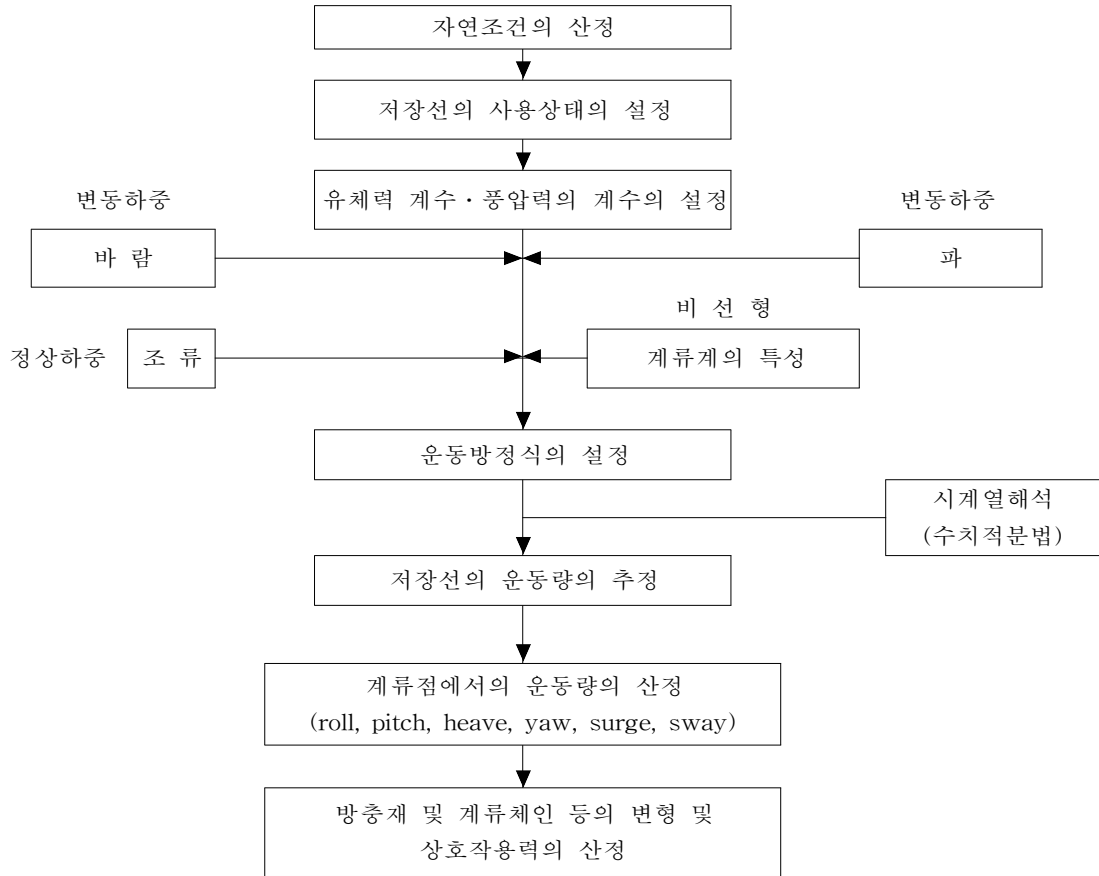 자연조건의 산정
저장선의 사용상태의 설정
유체력 계수·풍압력의 계수의 설정
변동하중
바 람
변동하중
파
비 선 형
정상하중
조 류
계류계의 특성
운동방정식의 설정
시계열해석
(수치적분법)
저장선의 운동량의 추정
계류점에서의 운동량의 산정
(roll, pitch, heave, yaw, surge, sway)
방충재 및 계류체인 등의 변형 및
상호작용력의 산정